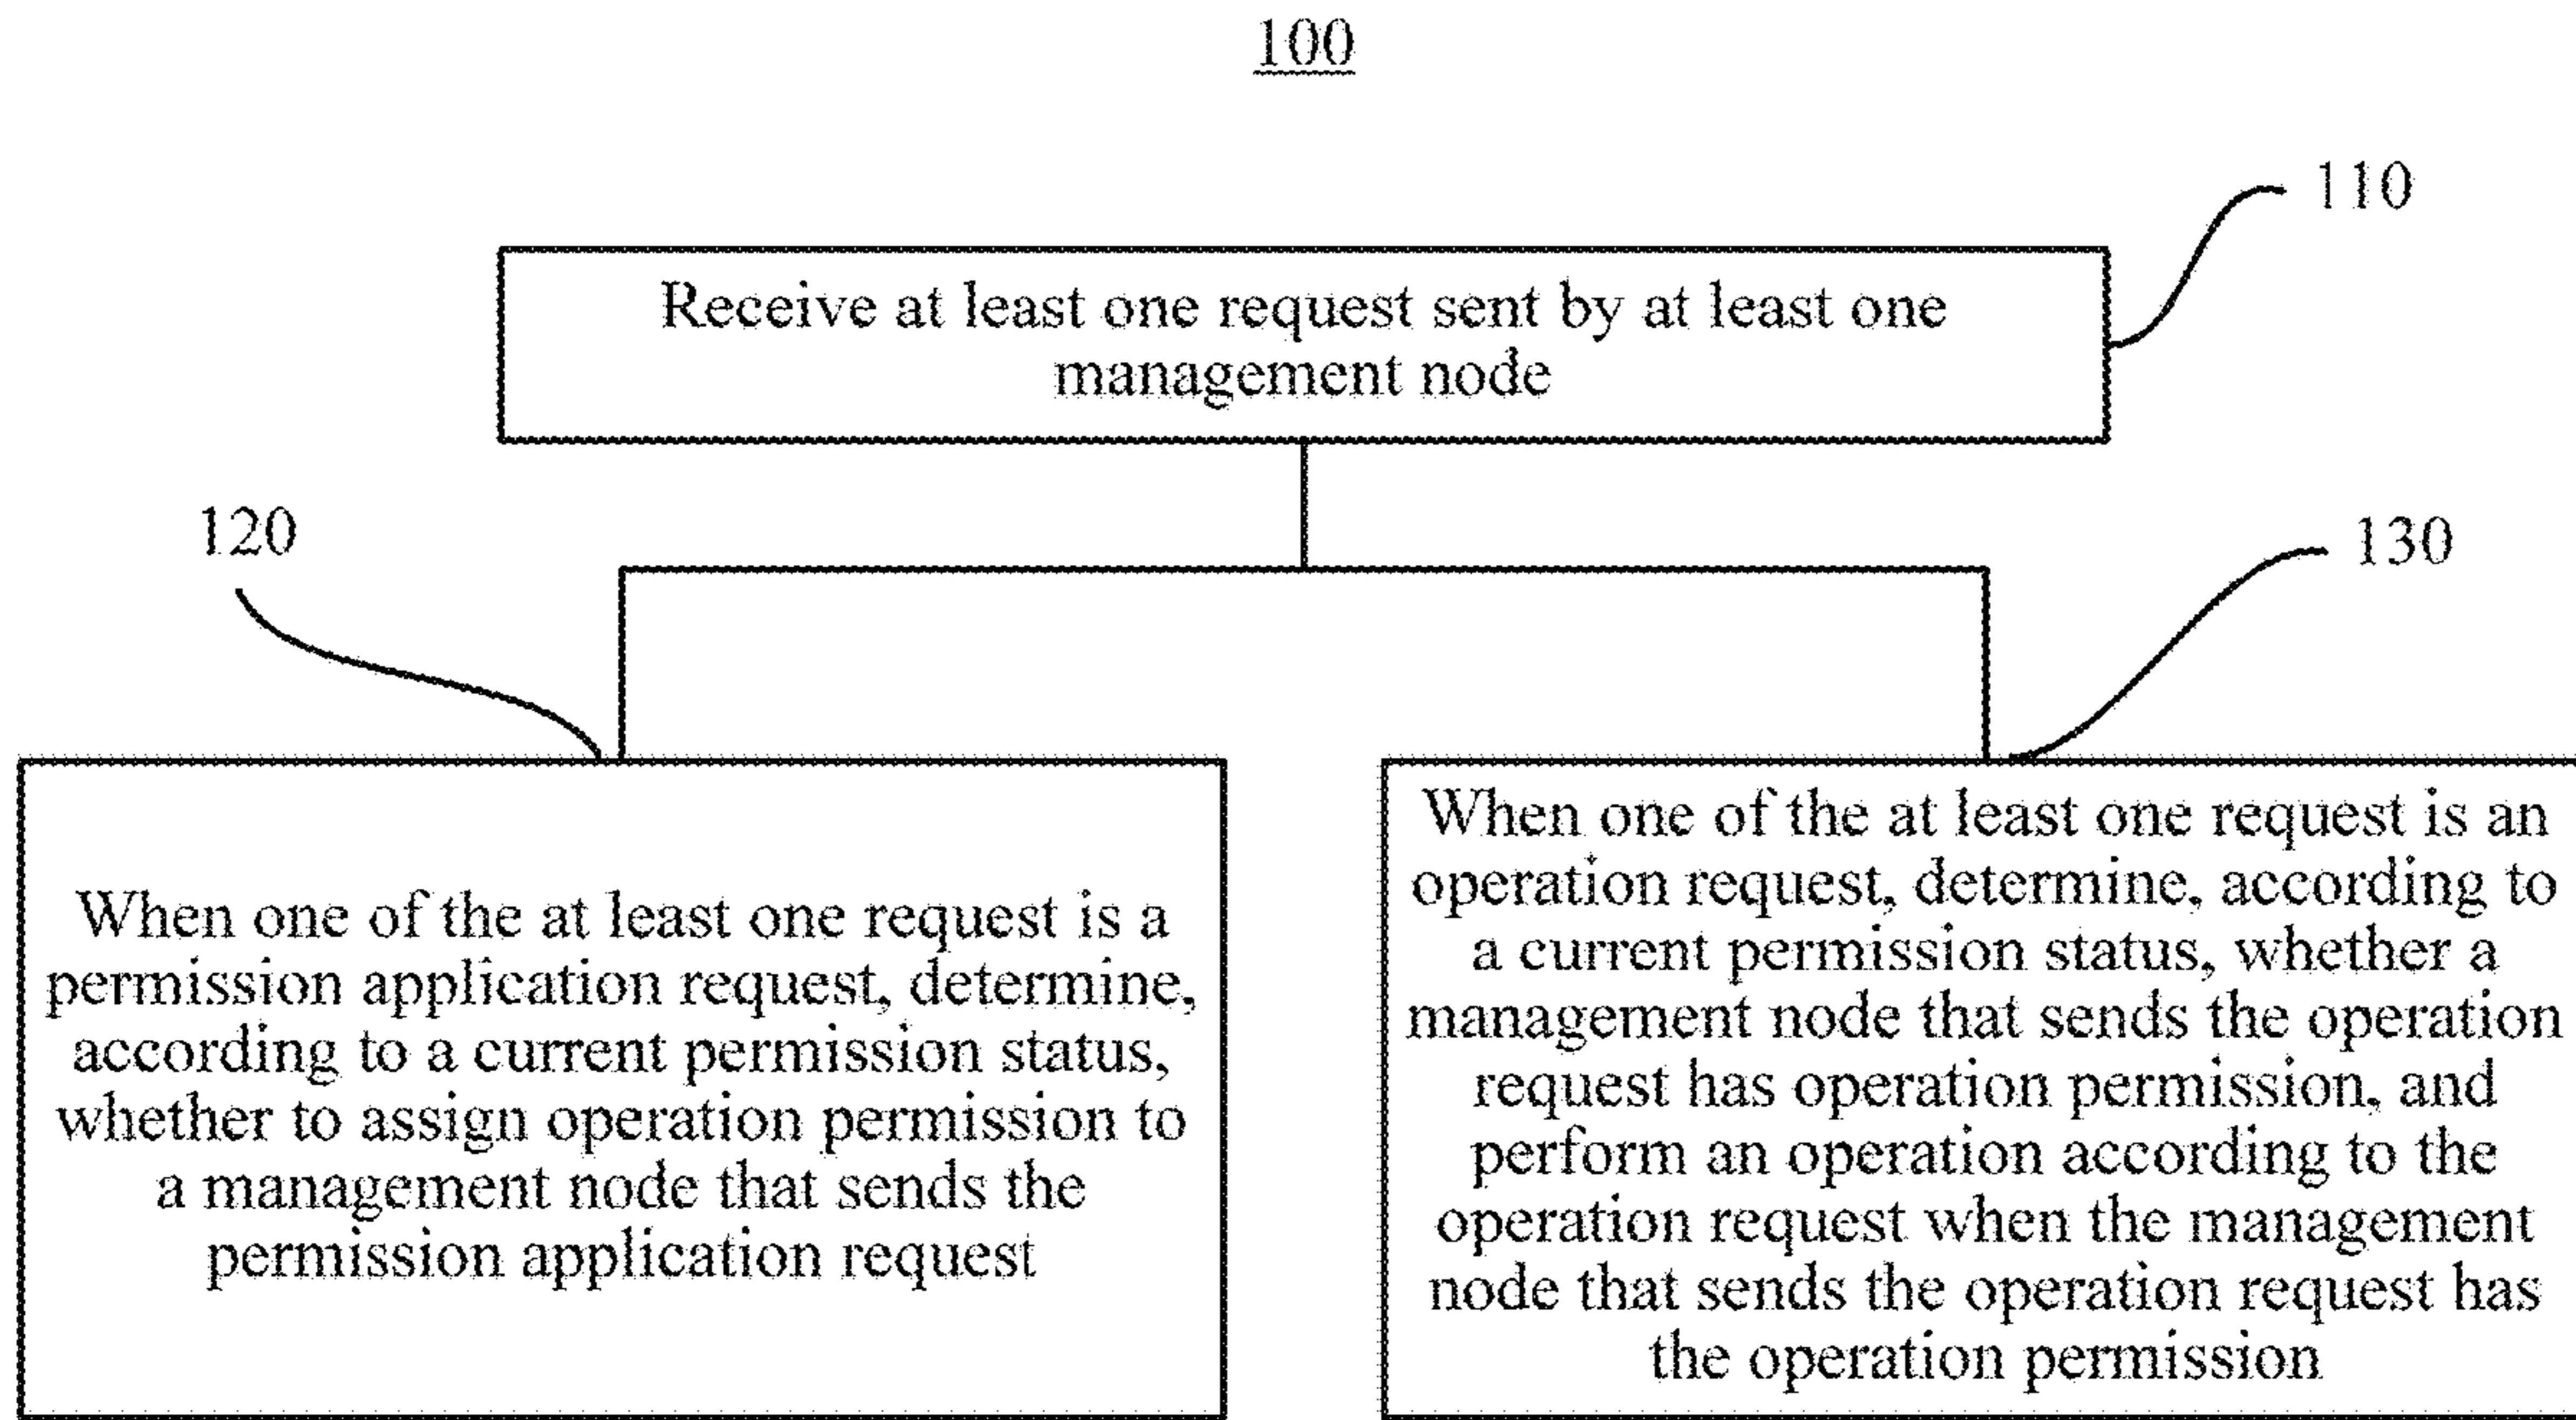 100
110
Receive at least one request sent by at least one
management node
120
130
When one of the at least one request is a
permission application request, determine,
according to a current permission status,
whether to assign operation permission to
a management node that sends the
permission application request
When one of the at least one request is an
operation request, determine, according to
a current permission status, whether a
management node that sends the operation
request has operation permission, and
perform an operation according to the
operation request when the management
node that sends the operation request has
the operation permission